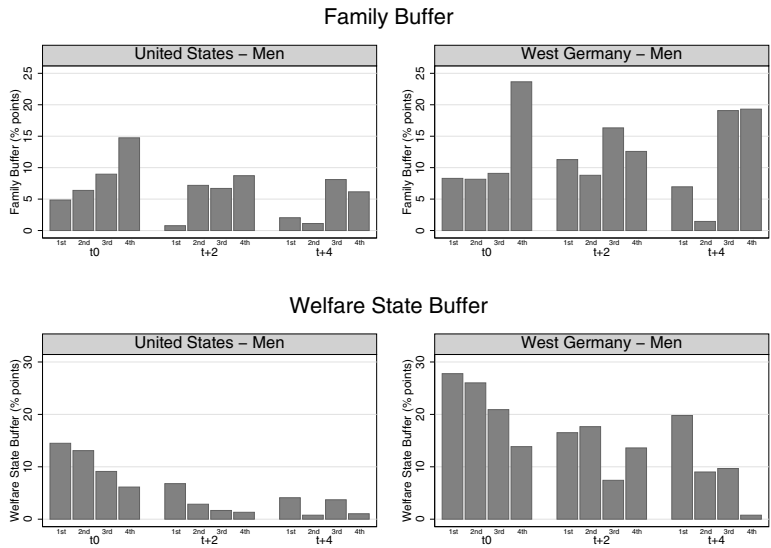 Family Buffer
United States – Men
West Germany – Men
Family Buffer (% points)
25
20
15
10
5
0
1st 2nd 3rd 4th 1st 2nd 3rd 4th 1st 2nd 3rd 4th
t0 t+2 t+4
Family Buffer (% points)
25
20
15
10
5
0
1st 2nd 3rd 4th 1st 2nd 3rd 4th 1st 2nd 3rd 4th
t0 t+2 t+4
Welfare State Buffer
United States – Men
West Germany – Men
Welfare State Buffer (% points)
30
20
10
0
1st 2nd 3rd 4th 1st 2nd 3rd 4th 1st 2nd 3rd 4th
t0 t+2 t+4
Welfare State Buffer (% points)
30
20
10
0
1st 2nd 3rd 4th 1st 2nd 3rd 4th 1st 2nd 3rd 4th
t0 t+2 t+4